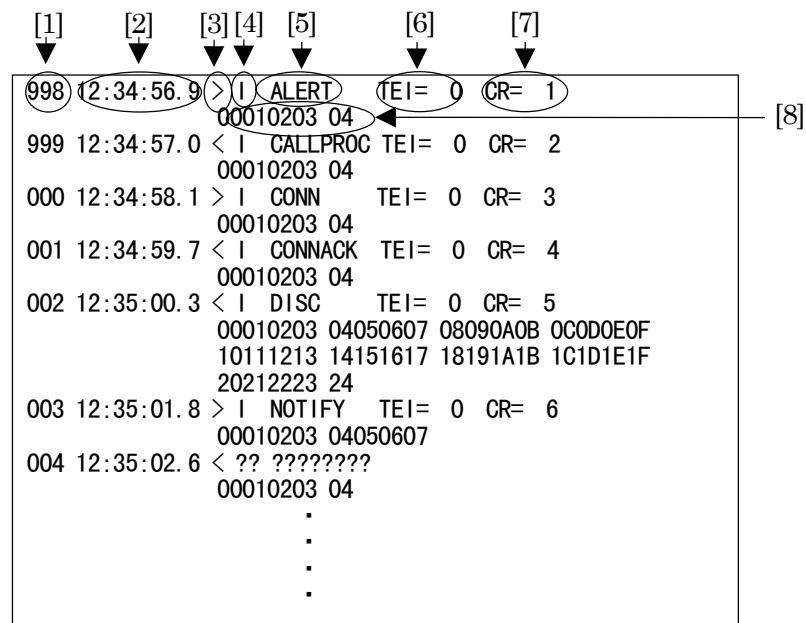 [1] [2] [3] [4] [5] [6] [7]
998 12:34:56.9 > I ALERT TEI= 0 CR= 1
00010203 04 [8]
999 12:34:57.0 < I CALLPROC TEI= 0 CR= 2
00010203 04
000 12:34:58.1 > I CONN TEI= 0 CR= 3
00010203 04
001 12:34:59.7 < I CONNACK TEI= 0 CR= 4
00010203 04
002 12:35:00.3 < I DISC TEI= 0 CR= 5
00010203 04050607 08090A0B 0C0D0E0F
10111213 14151617 18191A1B 1C1D1E1F
20212223 24
003 12:35:01.8 > I NOTIFY TEI= 0 CR= 6
00010203 04050607
004 12:35:02.6 < ?? ????????
00010203 04